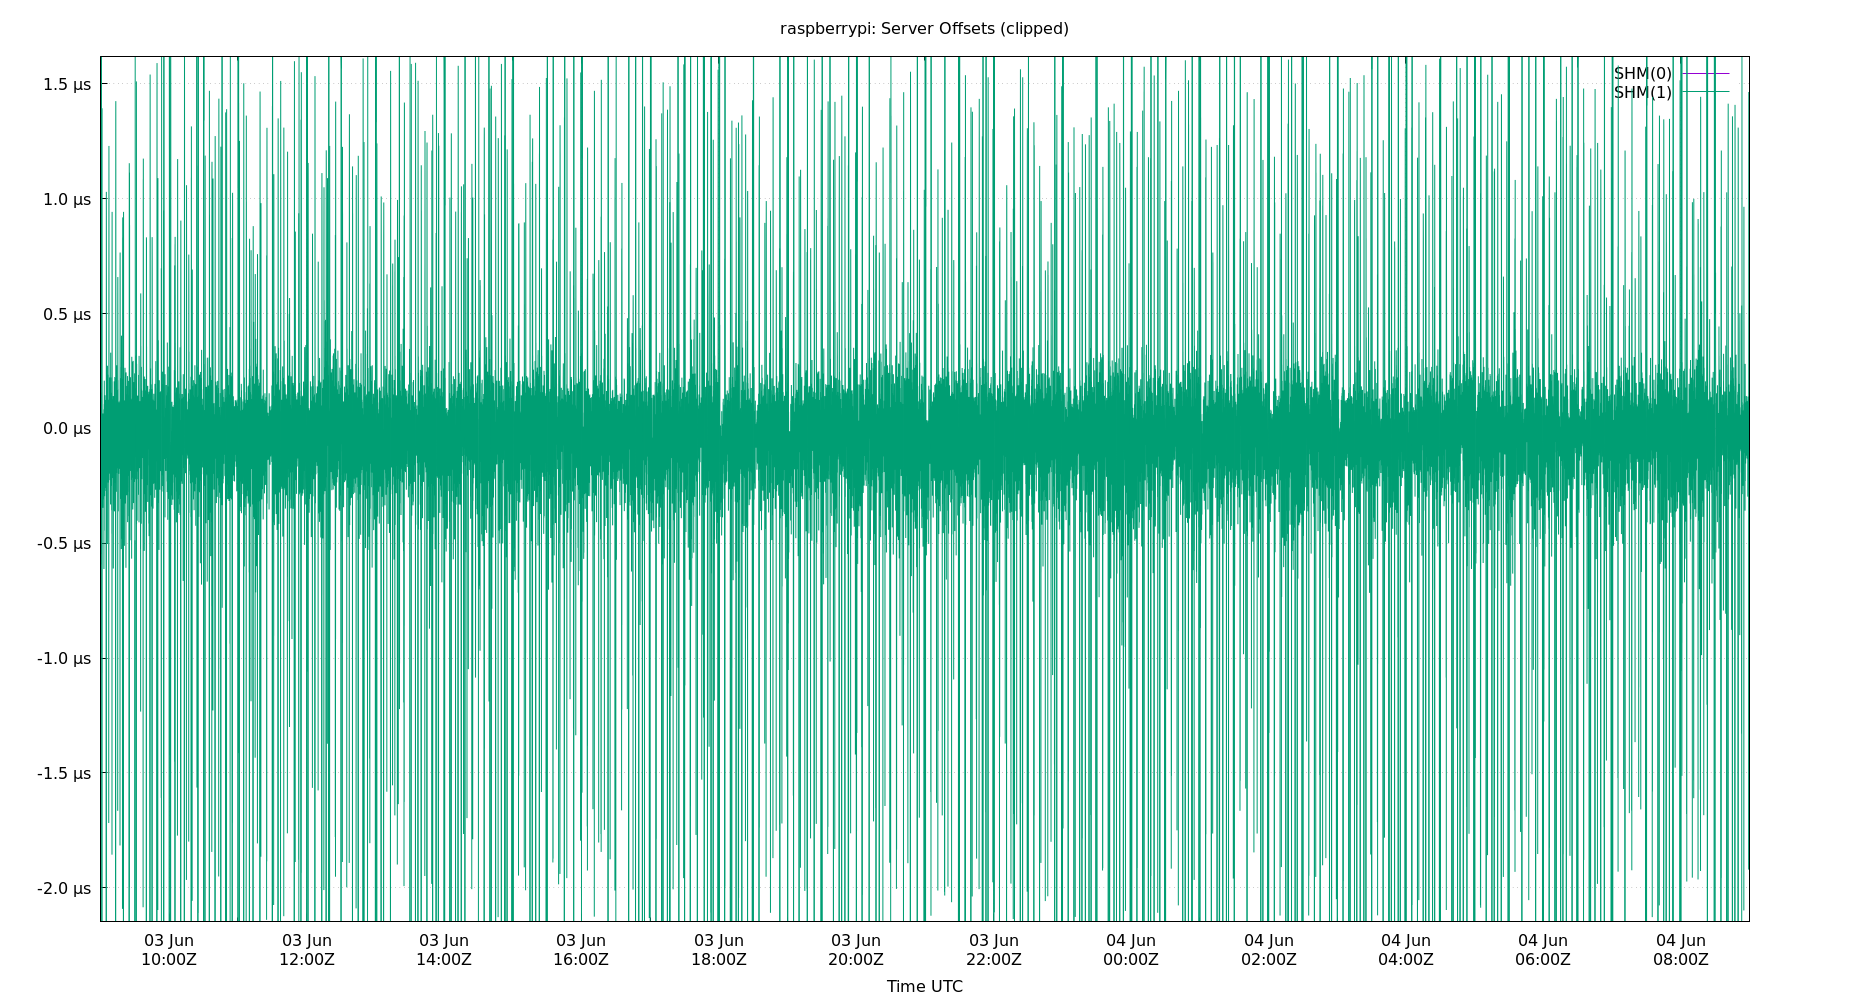 raspberrypi: Server Offsets (clipped)
SHM(0)
SHM(1)
1.5 µs
1.0 µs
0.5 µs
0.0 µs
-0.5 µs
-1.0 µs
-1.5 µs
-2.0 µs
03 Jun 03 Jun 03 Jun 03 Jun 03 Jun 03 Jun 03 Jun 04 Jun 04 Jun 04 Jun 04 Jun 04 Jun
10:00Z 12:00Z 14:00Z 16:00Z 18:00Z 20:00Z 22:00Z 00:00Z 02:00Z 04:00Z 06:00Z 08:00Z
Time UTC